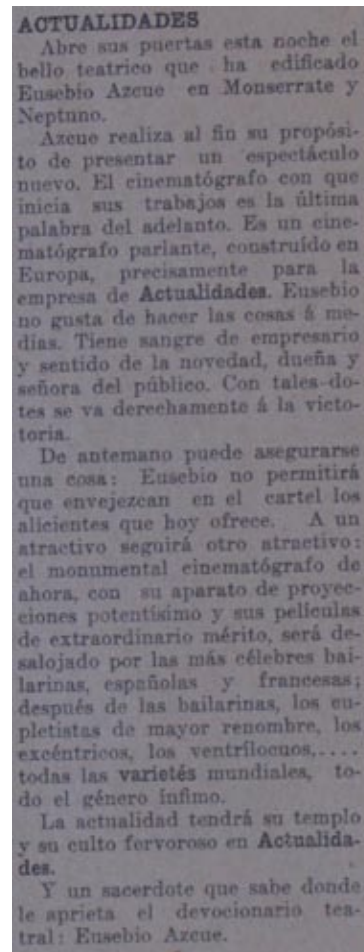 ACTUALIDADES
Abre sus puertas esta noche el
bello teatrico que ha edificado
Eusebio Azcue en Monserrate y
Neptuno.
Azcue realiza al fin su propósi-
to de presentar un espectáculo
nuevo. El cinematógrafo con que
inicia sus trabajos es la última
palabra del adelanto. Es un cine-
matógrafo parlante, construído en
Europa, precisamente para la
empresa de Actualidades. Eusebio
no gusta de hacer las cosas á me-
dias. Tiene sangre de empresario
y sentido de la novedad, dueña y
señora del público. Con tales do-
tes se va derechamente á la victo-
toria.
De antemano puede asegurarse
una cosa: Eusebio no permitirá
que envejezcan en el cartel los
alicientes que hoy ofrece. A un
atractivo seguirá otro atractivo:
el monumental cinematógrafo de
ahora, con su aparato de proyec-
ciones potentísimo y sus películas
de extraordinario mérito, será de-
salojado por las más célebres bai-
larinas, españolas y francesas;
después de las bailarinas, los cu-
pletistas de mayor renombre, los
excéntricos, los ventrílocuos,....
todas las varietés mundiales, to-
do el género ínfimo.
La actualidad tendrá su templo
y su culto fervoroso en Actualida-
des.
Y un sacerdote que sabe donde
le aprieta el devocionario tea-
tral: Eusebio Azcue.